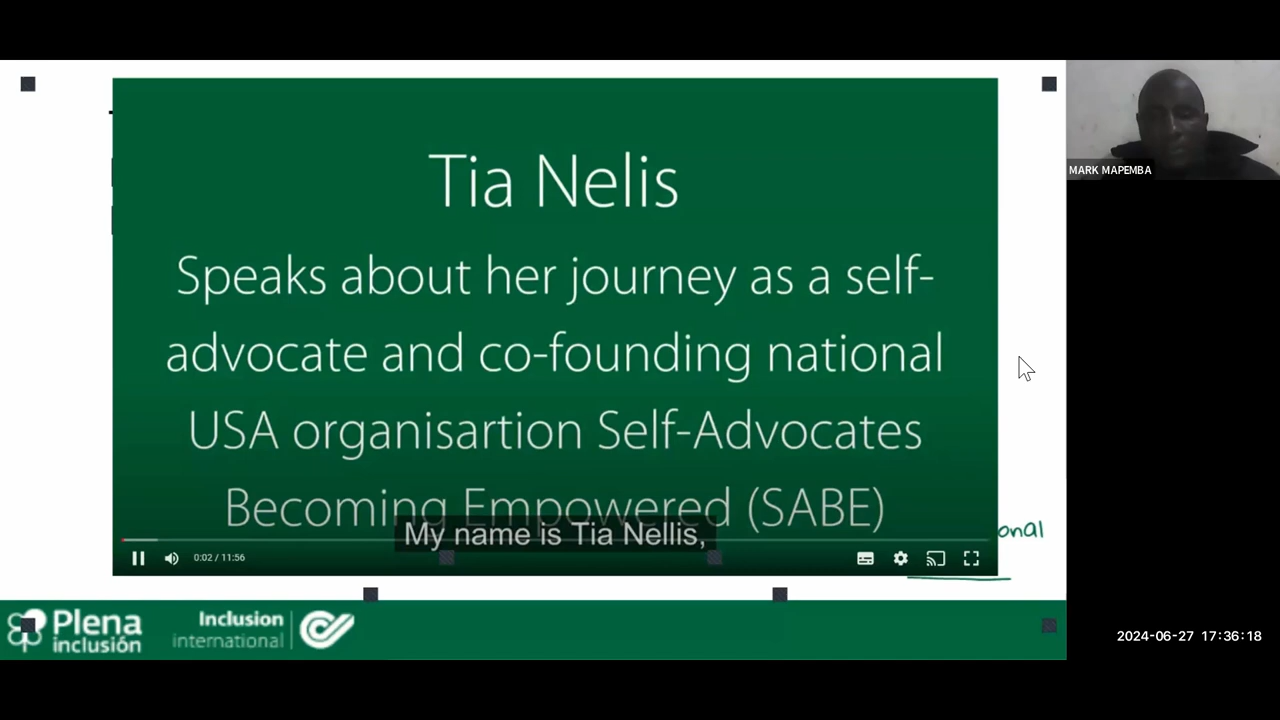 Tia Nelis
Speaks about her journey as a self-
advocate and co-founding national
USA organisartion Self-Advocates
Becoming Empowered (SABE)
My name is Tia Nellis,
0:02 / 11:56
onal
Plena
inclusión
Inclusion
international
MARK MAPEMBA
2024-06-27 17:36:18